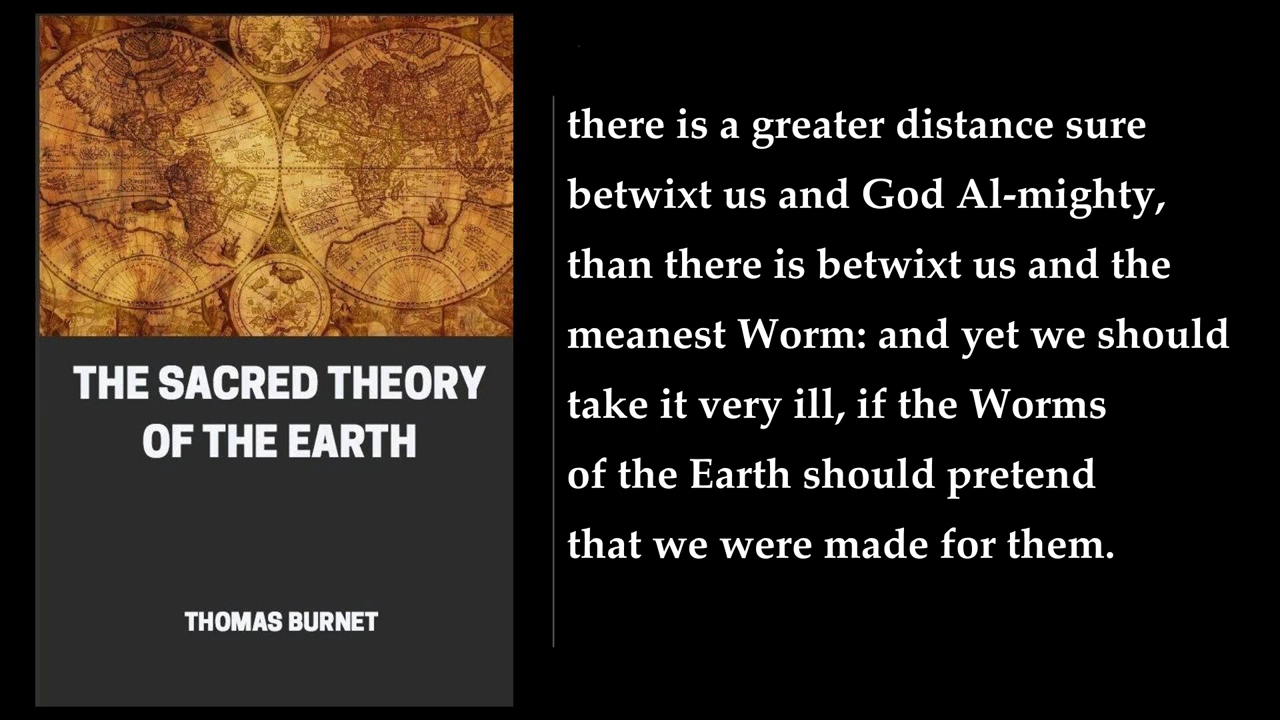 THE SACRED THEORY
OF THE EARTH
THOMAS BURNET
there is a greater distance sure
betwixt us and God Al-mighty,
than there is betwixt us and the
meanest Worm: and yet we should
take it very ill, if the Worms
of the Earth should pretend
that we were made for them.